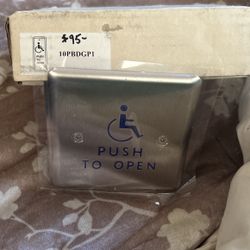 $95-
10PBDGP1
PUSH
TO OPEN